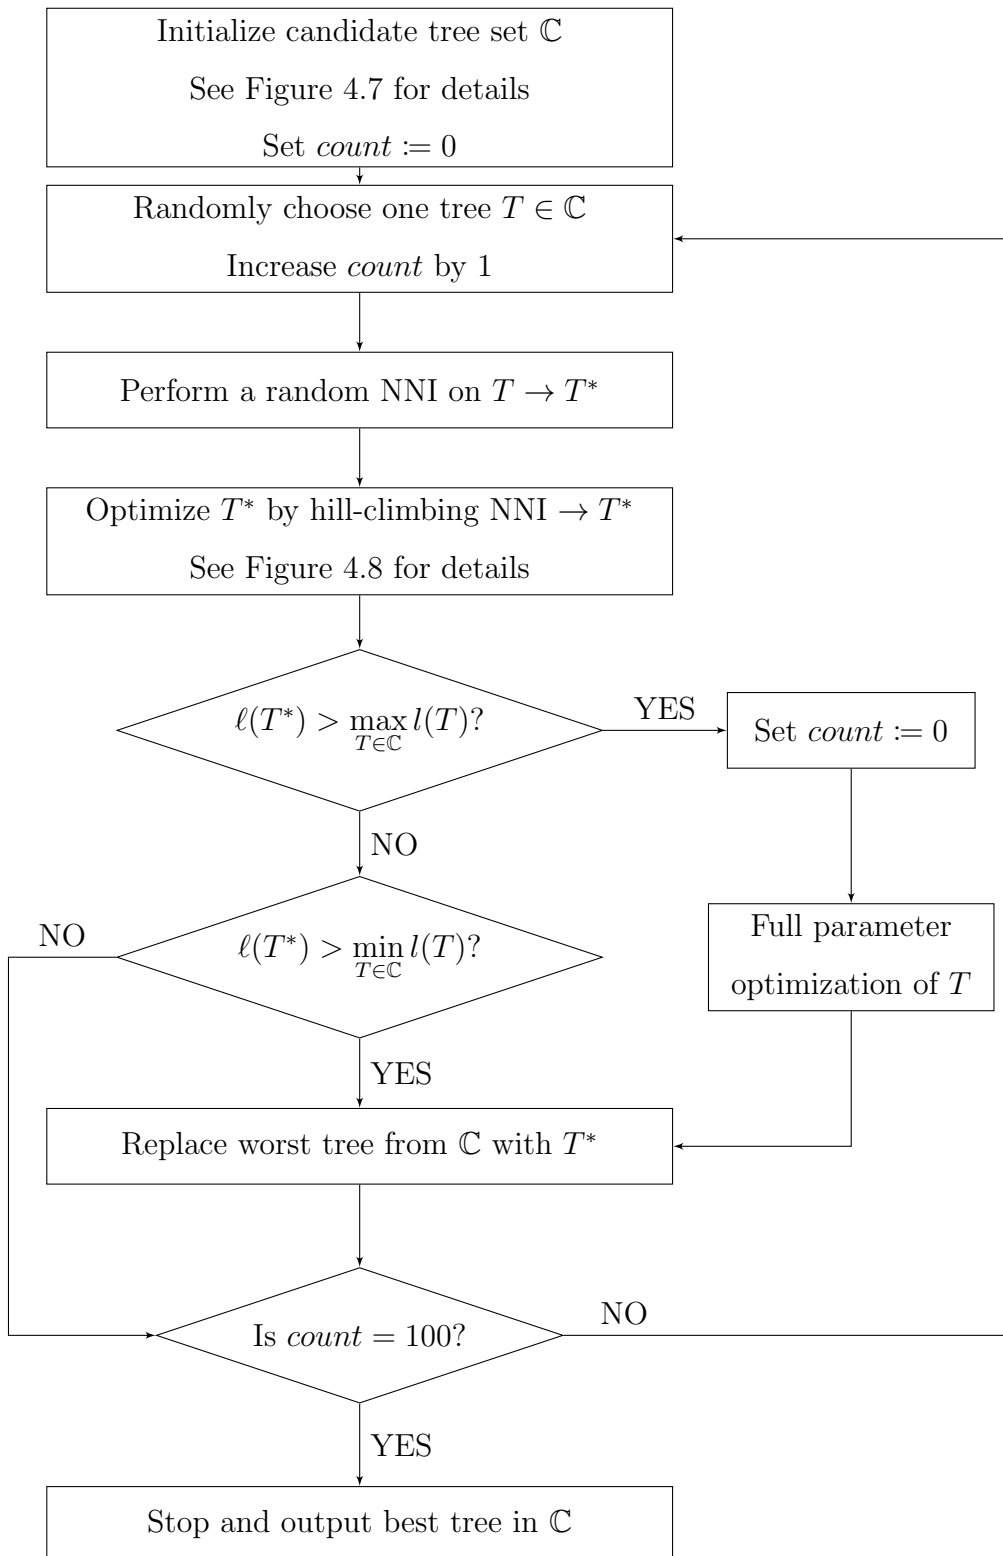 Initialize candidate tree set ℂ
See Figure 4.7 for details
Set count := 0
Randomly choose one tree T ∈ ℂ
Increase count by 1
Perform a random NNI on T → T*
Optimize T* by hill-climbing NNI → T*
See Figure 4.8 for details
ℓ(T*) > max l(T)?
T∈ℂ
YES
Set count := 0
NO
Full parameter
optimization of T
NO
ℓ(T*) > min l(T)?
T∈ℂ
YES
Replace worst tree from ℂ with T*
Is count = 100?
NO
YES
Stop and output best tree in ℂ